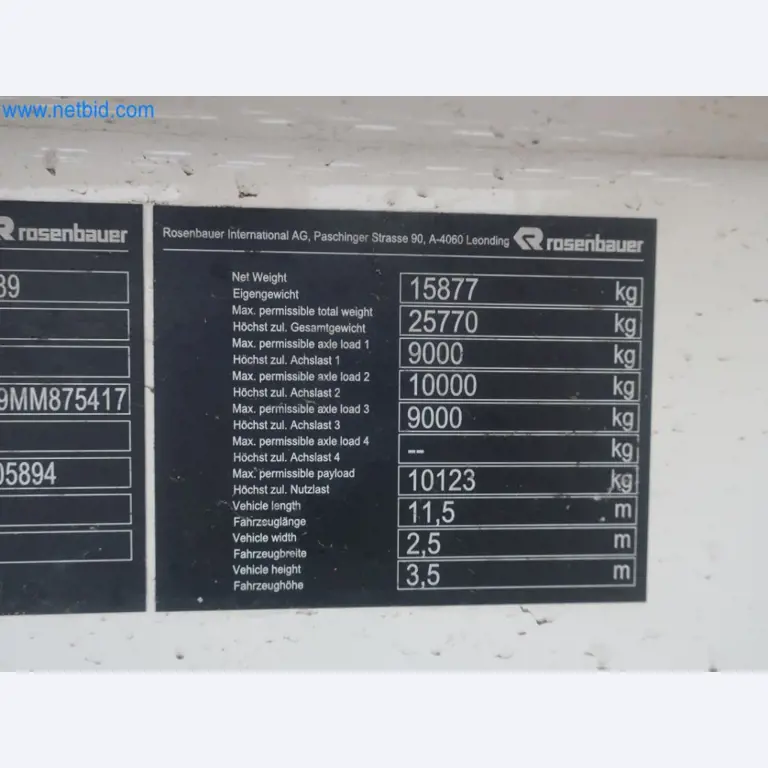 www.netbid.com
rosenbauer
39
9MM875417
05894
Rosenbauer International AG, Paschinger Strasse 90, A-4060 Leonding rosenbauer
Net Weight
Eigengewicht 15877 kg
Max. permissible total weight
Höchst zul. Gesamtgewicht 25770 kg
Max. permissible axle load 1
Höchst zul. Achslast 1 9000 kg
Max. permissible axle load 2
Höchst zul. Achslast 2 10000 kg
Max. permissible axle load 3
Höchst zul. Achslast 3 9000 kg
Max. permissible axle load 4
Höchst zul. Achslast 4 -- kg
Max. permissible payload
Höchst zul. Nutzlast 10123 kg
Vehicle length
Fahrzeuglänge 11,5 m
Vehicle width
Fahrzeugbreite 2,5 m
Vehicle height
Fahrzeughöhe 3,5 m